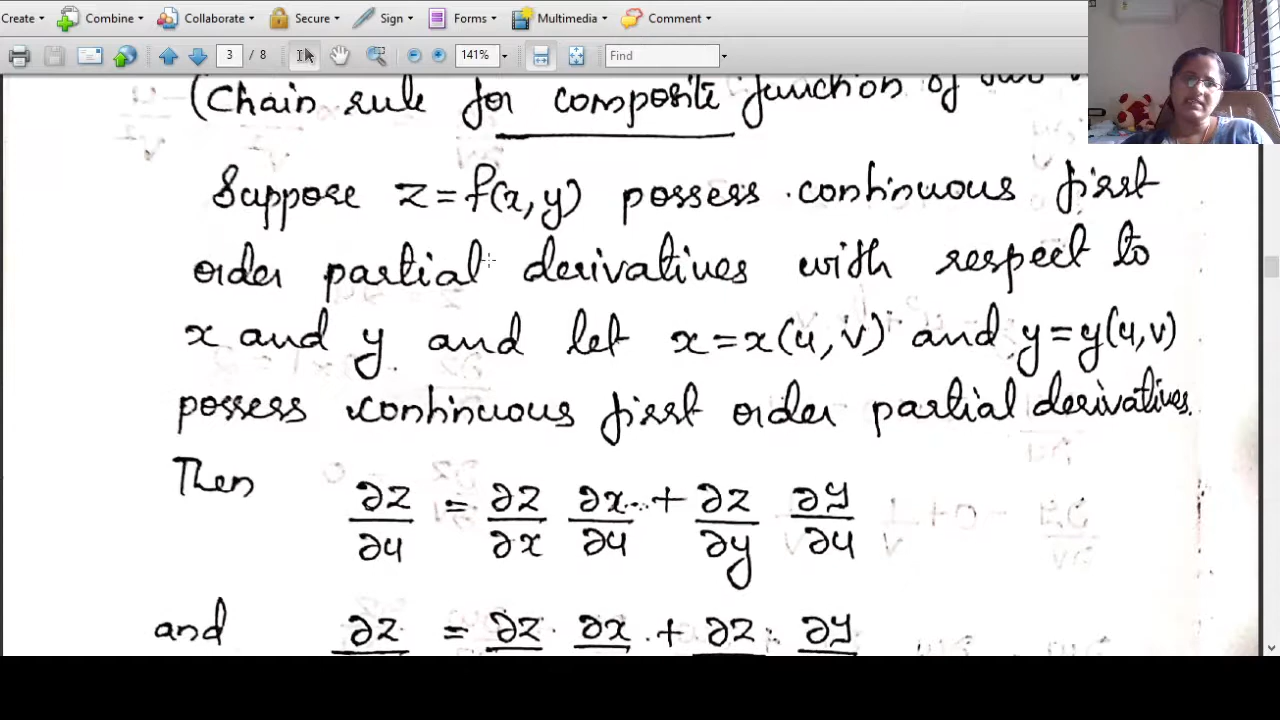 Create Combine Collaborate Secure Sign Forms Multimedia Comment
3 / 8 141% Find
(Chain rule for composite function of
Suppose z=f(x,y) possess continuous first
order partial derivatives with respect to
x and y and let x=x(u,v) and y=y(u,v)
possess continuous first order partial derivatives.
Then ∂z/∂u = ∂z/∂x ∂x/∂u + ∂z/∂y ∂y/∂u
and ∂z = ∂z . ∂x + ∂z . ∂y